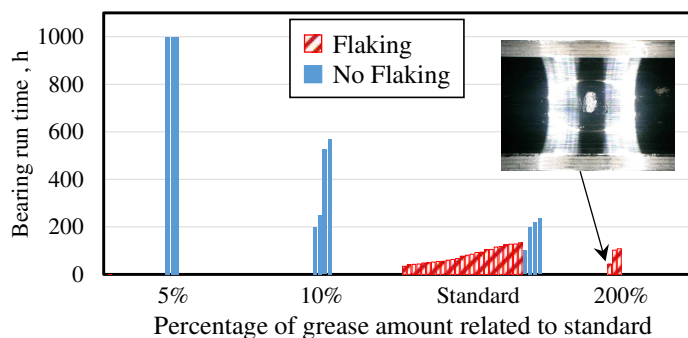 1000
800
600
400
200
0
Bearing run time , h
Flaking
No Flaking
5% 10% Standard 200%
Percentage of grease amount related to standard